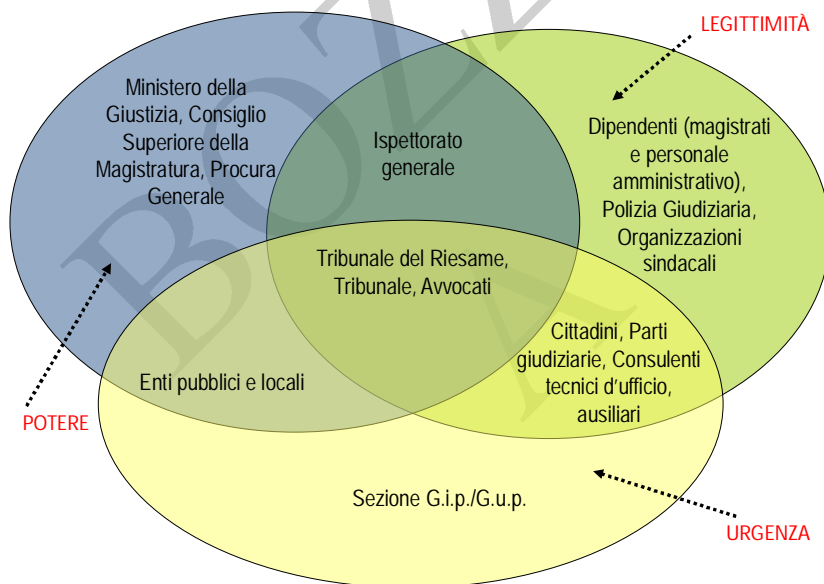 LEGITTIMITÀ
Ministero della
Giustizia, Consiglio
Superiore della
Magistratura, Procura
Generale
Ispettorato
generale
Dipendenti (magistrati
e personale
amministrativo),
Polizia Giudiziaria,
Organizzazioni
sindacali
Tribunale del Riesame,
Tribunale, Avvocati
Cittadini, Parti
giudiziarie, Consulenti
tecnici d'ufficio,
ausiliari
Enti pubblici e locali
POTERE
Sezione G.i.p./G.u.p.
URGENZA
BOZZA